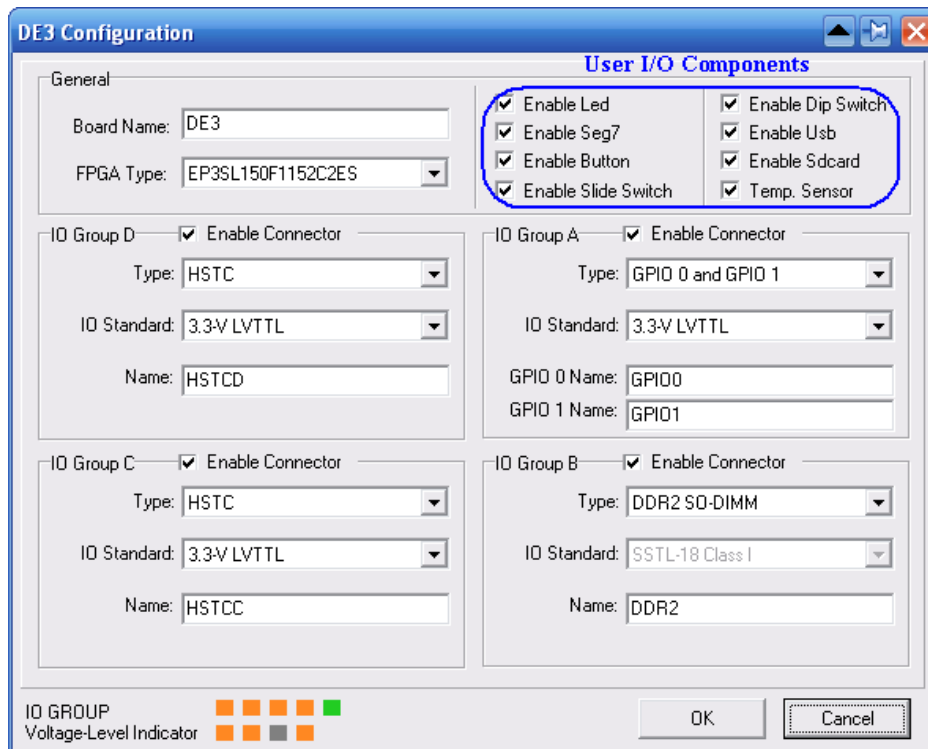 DE3 Configuration
User I/O Components
General
Board Name: DE3
FPGA Type: EP3SL150F1152C2ES
Enable Led
Enable Seg7
Enable Button
Enable Slide Switch
Enable Dip Switch
Enable Usb
Enable Sdcard
Temp. Sensor
IO Group D Enable Connector
Type: HSTC
IO Standard: 3.3-V LVTTL
Name: HSTCD
IO Group A Enable Connector
Type: GPIO 0 and GPIO 1
IO Standard: 3.3-V LVTTL
GPIO 0 Name: GPIO0
GPIO 1 Name: GPIO1
IO Group C Enable Connector
Type: HSTC
IO Standard: 3.3-V LVTTL
Name: HSTCC
IO Group B Enable Connector
Type: DDR2 SO-DIMM
IO Standard: SSTL-18 Class I
Name: DDR2
IO GROUP
Voltage-Level Indicator
OK
Cancel